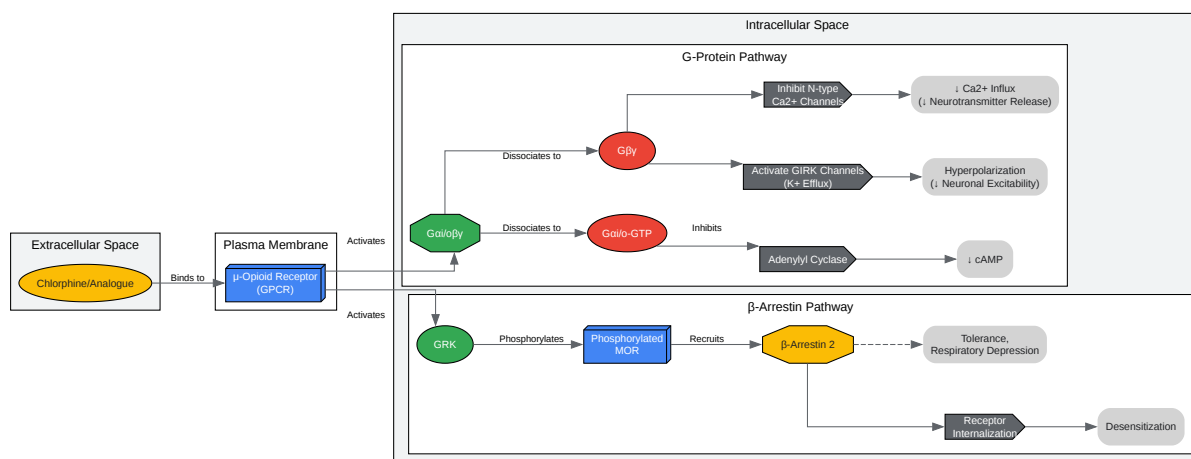 Intracellular Space
G-Protein Pathway
Inhibit N-type
Ca2+ Channels
↓ Ca2+ Influx
(↓ Neurotransmitter Release)
Gβγ
Dissociates to
Activate GIRK Channels
(K+ Efflux)
Hyperpolarization
(↓ Neuronal Excitability)
Gαi/oβγ
Dissociates to
Gαi/o-GTP
Inhibits
Adenylyl Cyclase
↓ cAMP
Extracellular Space
Chlorphine/Analogue
Binds to
Plasma Membrane
μ-Opioid Receptor
(GPCR)
Activates
Activates
β-Arrestin Pathway
GRK
Phosphorylates
Phosphorylated
MOR
Recruits
β-Arrestin 2
Tolerance,
Respiratory Depression
Receptor
Internalization
Desensitization